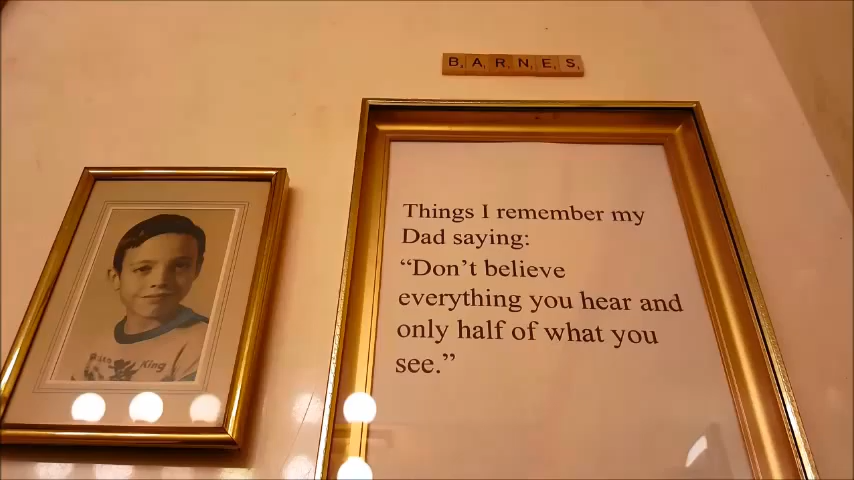 BARNES
Things I remember my
Dad saying:
“Don’t believe
everything you hear and
only half of what you
see.”
King